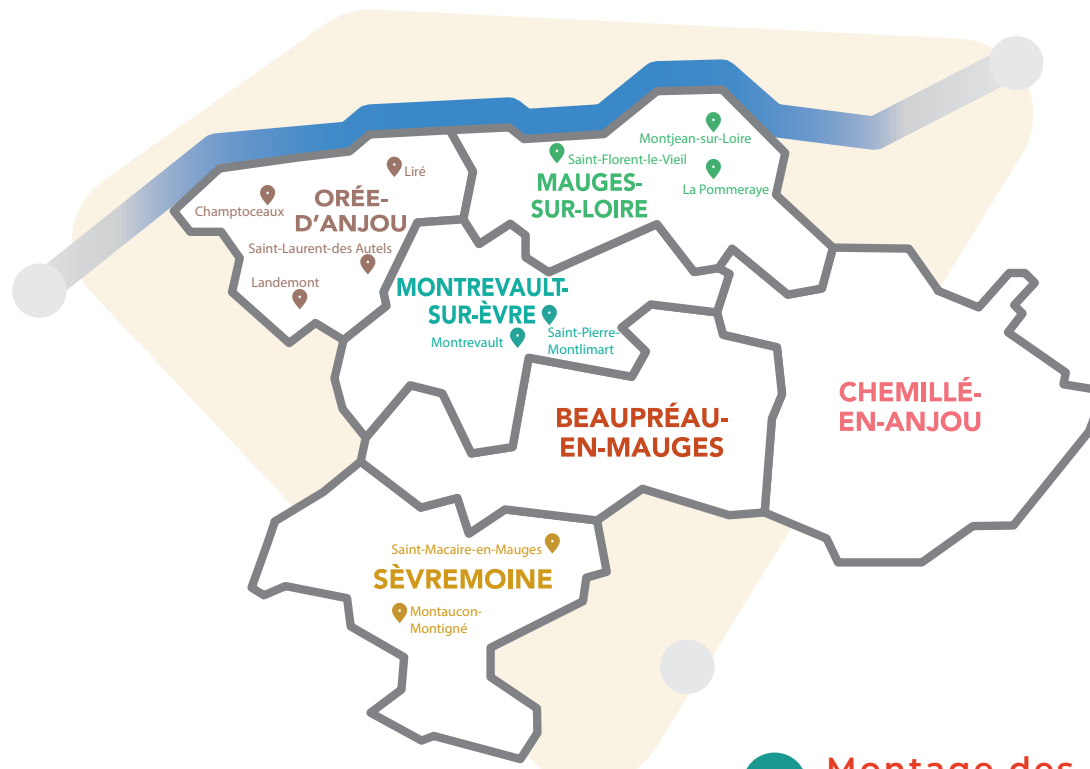 Montjean-sur-Loire
Saint-Florent-le-Vieil
MAUGES-
SUR-LOIRE
La Pommeraye
Liré
ORÉE-
D'ANJOU
Champtoceaux
Saint-Laurent-des Autels
Landemont
MONTREVAULT-
SUR-ÈVRE
Montrevault
Saint-Pierre-
Montlimart
CHEMILLÉ-
EN-ANJOU
BEAUPRÉAU-
EN-MAUGES
Saint-Macaire-en-Mauges
SÈVREMOINE
Montaucon-
Montigné
Montage des